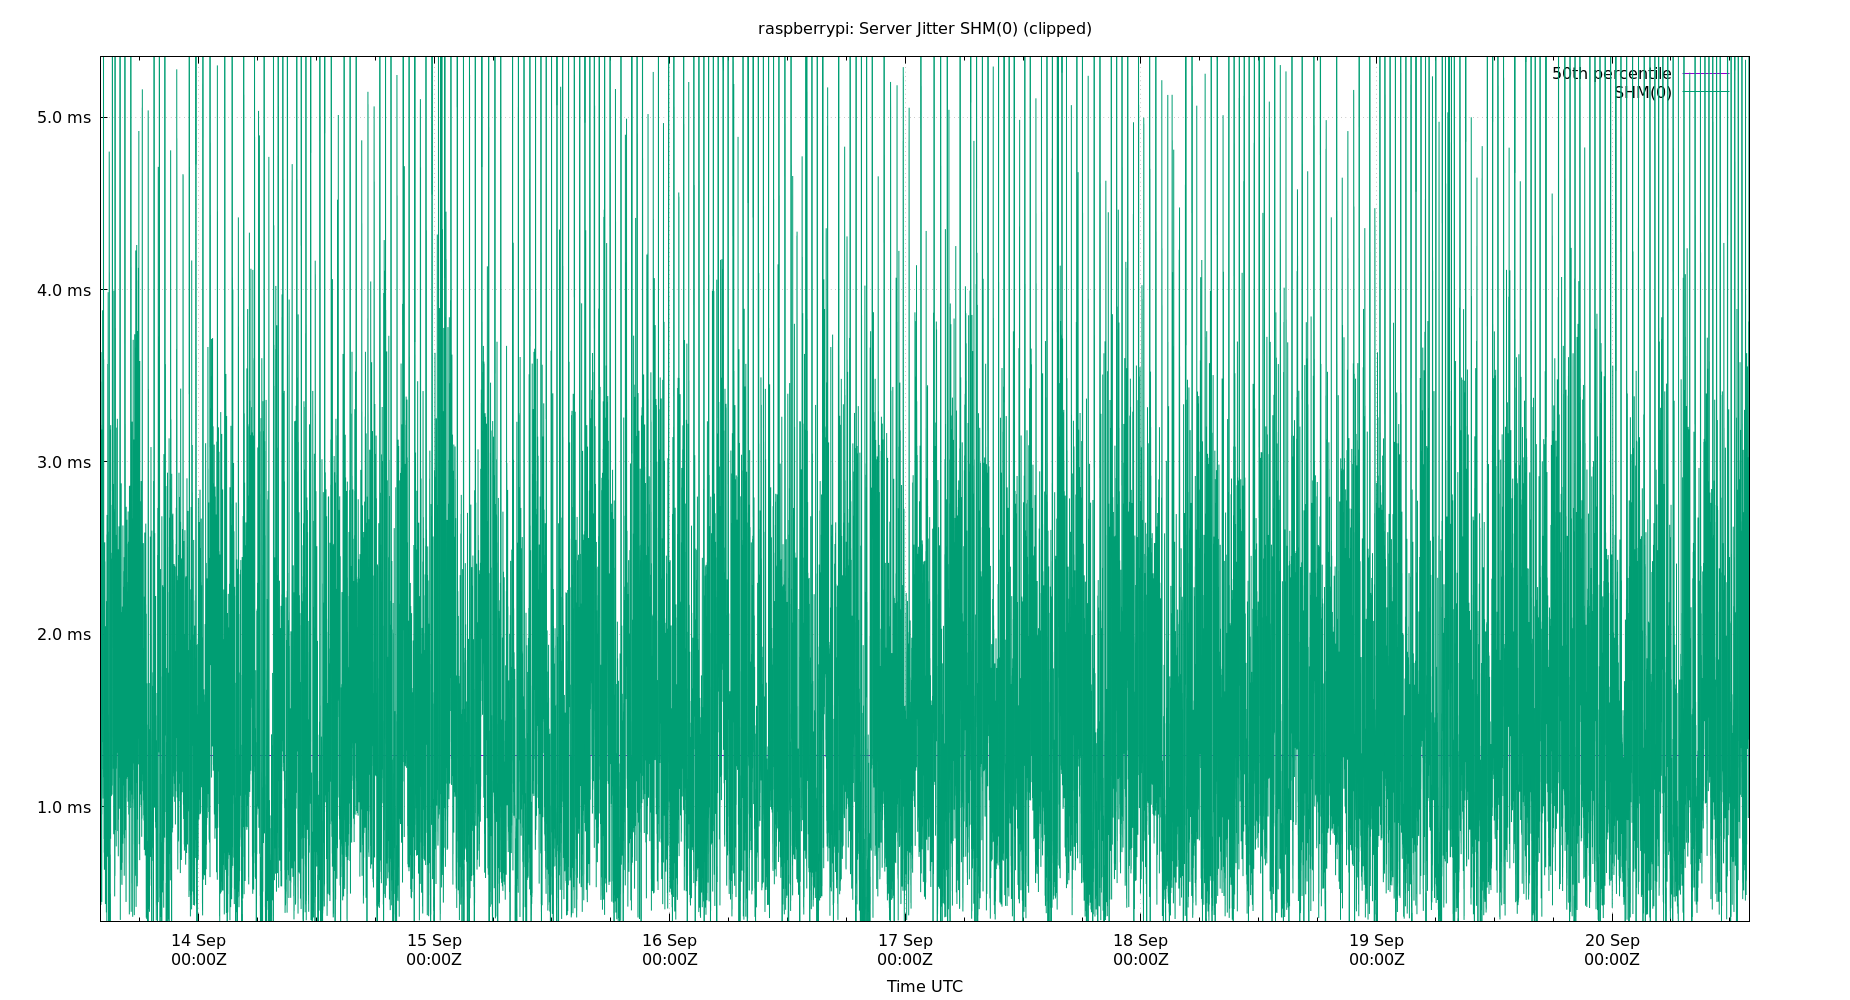 raspberrypi: Server Jitter SHM(0) (clipped)
50th percentile
SHM(0)
5.0 ms
4.0 ms
3.0 ms
2.0 ms
1.0 ms
14 Sep 15 Sep 16 Sep 17 Sep 18 Sep 19 Sep 20 Sep
00:00Z 00:00Z 00:00Z 00:00Z 00:00Z 00:00Z 00:00Z
Time UTC